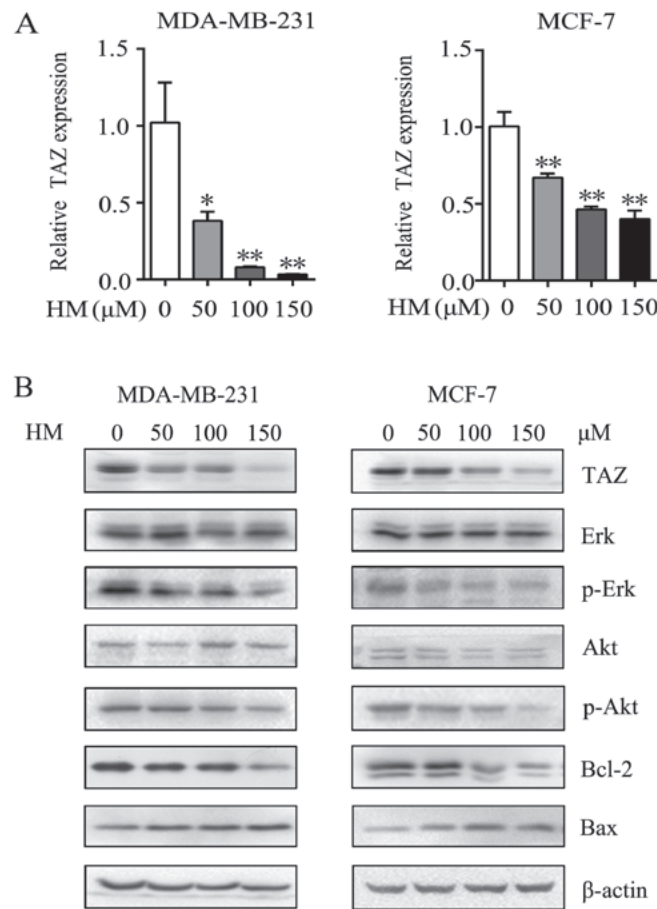 A
MDA-MB-231
MCF-7
Relative TAZ expression
1.5
1.0
0.5
0.0
*
**
**
HM (μM) 0 50 100 150
Relative TAZ expression
1.5
1.0
0.5
0.0
**
**
**
HM (μM) 0 50 100 150
B
MDA-MB-231
MCF-7
HM 0 50 100 150 0 50 100 150 μM
TAZ
Erk
p-Erk
Akt
p-Akt
Bcl-2
Bax
β-actin